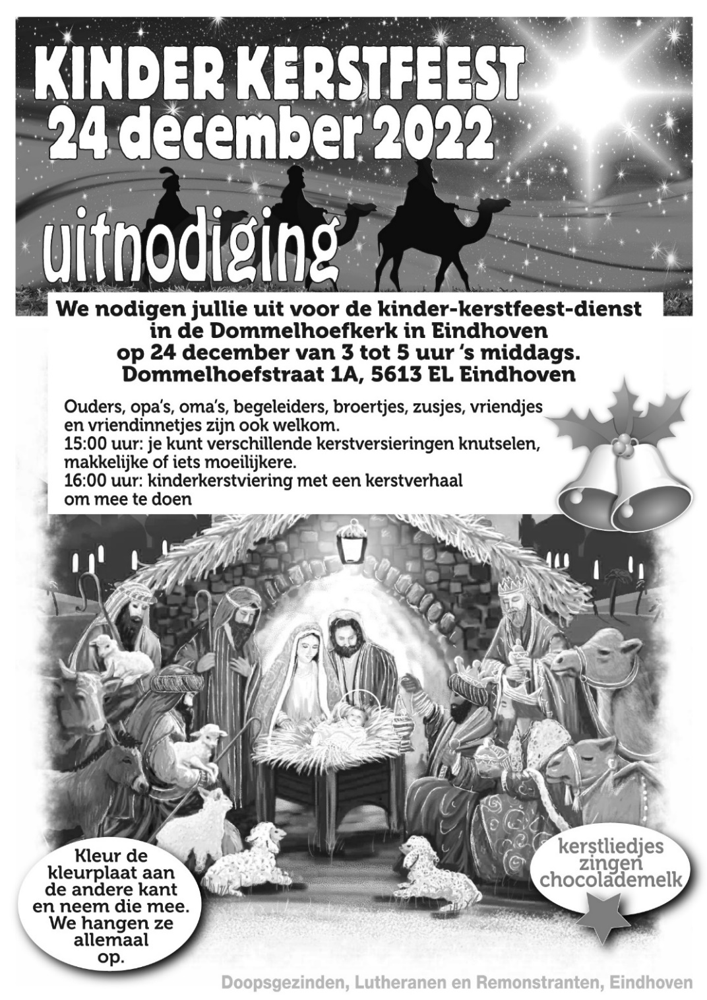 KINDER KERSTFEEST
24 december 2022
uitnodiging
We nodigen jullie uit voor de kinder-kerstfeest-dienst
in de Dommelhoefkerk in Eindhoven
op 24 december van 3 tot 5 uur ‘s middags.
Dommelhoefstraat 1A, 5613 EL Eindhoven
Ouders, opa’s, oma’s, begeleiders, broertjes, zusjes, vriendjes
en vriendinnetjes zijn ook welkom.
15:00 uur: je kunt verschillende kerstversieringen knutselen,
makkelijke of iets moeilijkere.
16:00 uur: kinderkerstviering met een kerstverhaal
om mee te doen
Kleur de
kleurplaat aan
de andere kant
en neem die mee.
We hangen ze
allemaal
op.
kerstliedjes
zingen
chocolademelk
Doopsgezinden, Lutheranen en Remonstranten, Eindhoven